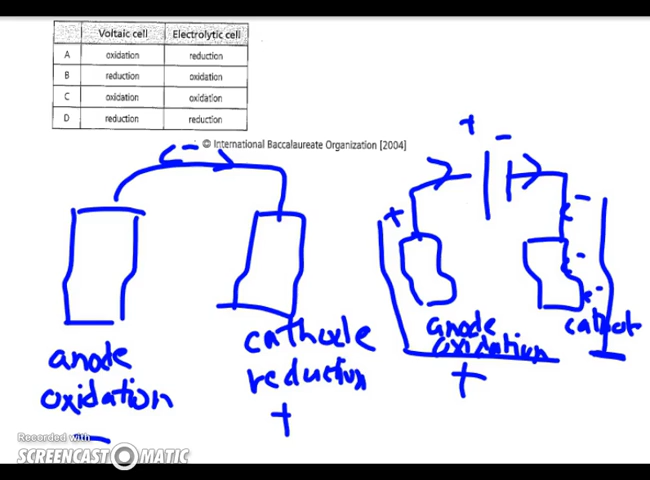 Voltaic cell Electrolytic cell
A oxidation reduction
B reduction oxidation
C oxidation oxidation
D reduction reduction
© International Baccalaureate Organization [2004]
e- + -
+ e-
e-
e-
anode oxidation
cathode reduction
+
anode oxidation
+
Recorded with
SCREENCAST-O-MATIC